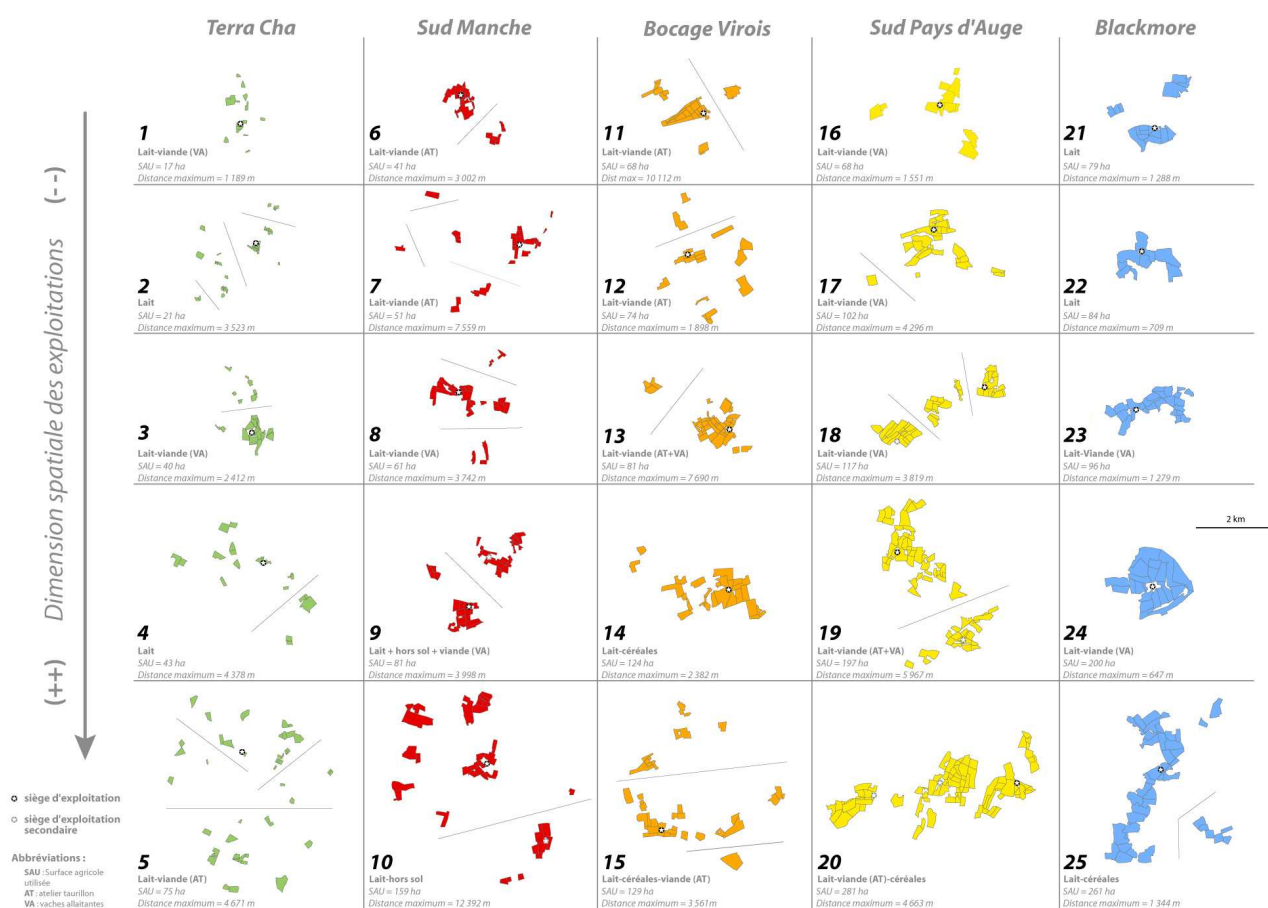 Terra Cha
Sud Manche
Bocage Virois
Sud Pays d'Auge
Blackmore
Dimension spatiale des exploitations
(--)
(++)
1
Lait-viande (VA)
SAU = 17 ha
Distance maximum = 1 189 m
6
Lait-viande (AT)
SAU = 41 ha
Distance maximum = 3 002 m
11
Lait-viande (AT)
SAU = 68 ha
Dist max = 10 112 m
16
Lait-viande (VA)
SAU = 68 ha
Distance maximum = 1 551 m
21
Lait
SAU = 79 ha
Distance maximum = 1 288 m
2
Lait
SAU = 21 ha
Distance maximum = 3 523 m
7
Lait-viande (AT)
SAU = 51 ha
Distance maximum = 7 559 m
12
Lait-viande (AT)
SAU = 74 ha
Distance maximum = 1 898 m
17
Lait-viande (VA)
SAU = 102 ha
Distance maximum = 4 296 m
22
Lait
SAU = 84 ha
Distance maximum = 709 m
3
Lait-viande (VA)
SAU = 40 ha
Distance maximum = 2 412 m
8
Lait-viande (VA)
SAU = 61 ha
Distance maximum = 3 742 m
13
Lait-viande (AT+VA)
SAU = 81 ha
Distance maximum = 7 690 m
18
Lait-viande (VA)
SAU = 117 ha
Distance maximum = 3 819 m
23
Lait-Viande (VA)
SAU = 96 ha
Distance maximum = 1 279 m
2 km
4
Lait
SAU = 43 ha
Distance maximum = 4 378 m
9
Lait + hors sol + viande (VA)
SAU = 81 ha
Distance maximum = 3 998 m
14
Lait-céréales
SAU = 124 ha
Distance maximum = 2 382 m
19
Lait-viande (AT+VA)
SAU = 197 ha
Distance maximum = 5 967 m
24
Lait-viande (VA)
SAU = 200 ha
Distance maximum = 647 m
5
Lait-viande (AT)
SAU = 75 ha
Distance maximum = 4 671 m
10
Lait-hors sol
SAU = 159 ha
Distance maximum = 12 392 m
15
Lait-céréales-viande (AT)
SAU = 129 ha
Distance maximum = 3 561m
20
Lait-viande (AT)-céréales
SAU = 281 ha
Distance maximum = 4 663 m
25
Lait-céréales
SAU = 261 ha
Distance maximum = 1 344 m
siège d'exploitation
siège d'exploitation
secondaire
Abbréviations :
SAU : Surface agricole
utilisée
AT : atelier taurillon
VA : vaches allaitantes